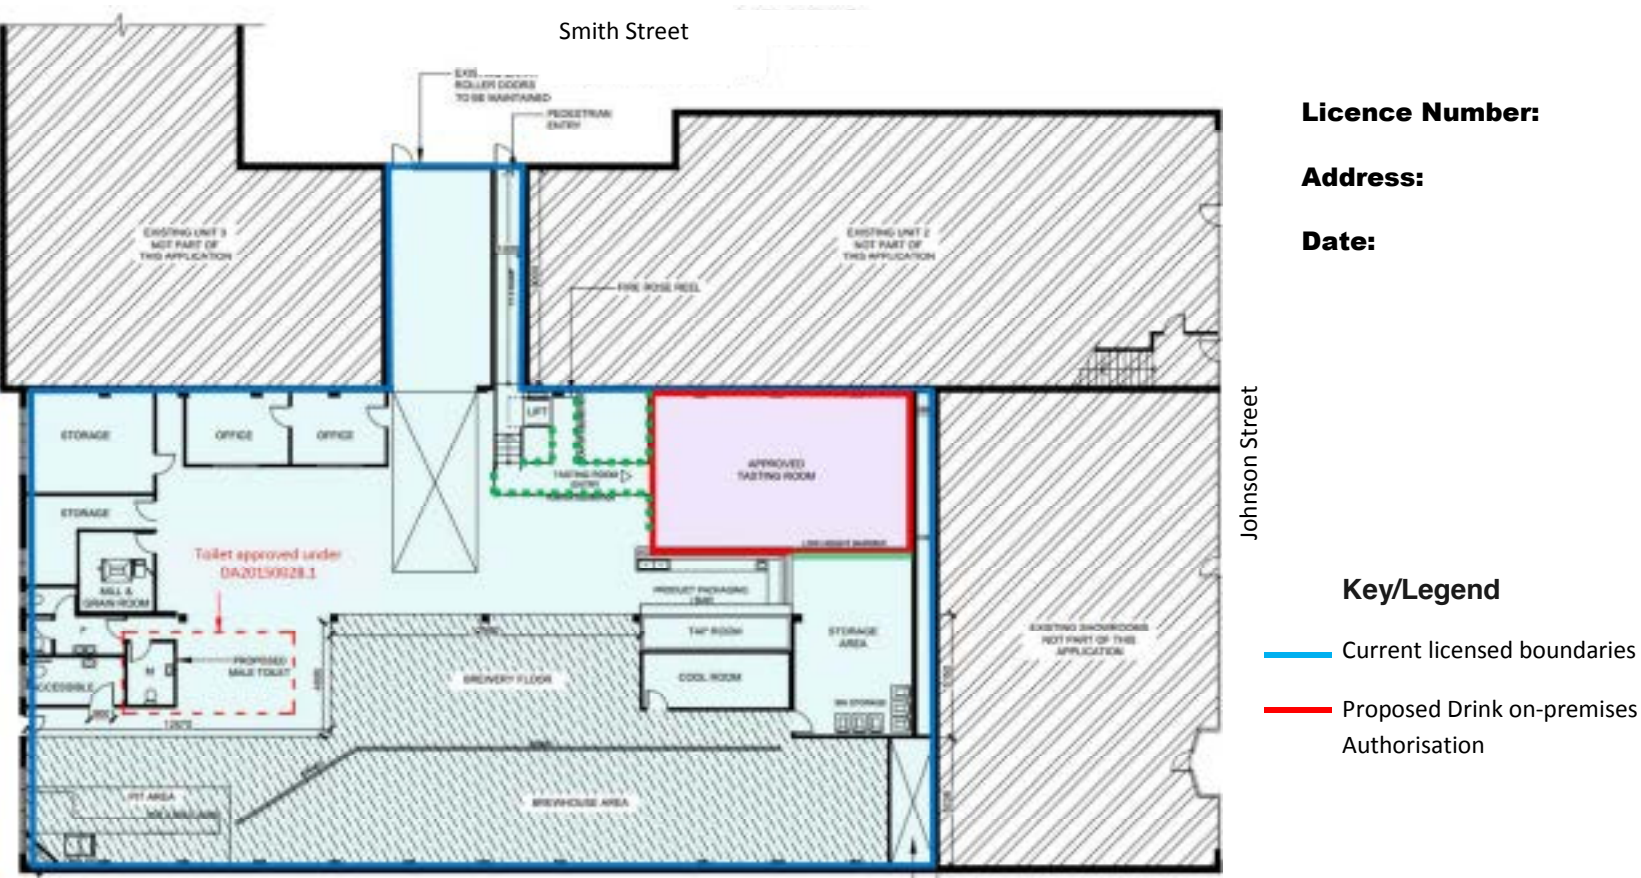 Smith Street
ROLLER DOORS
TO BE MAINTAINED
PEDESTRIAN
ENTRY
Licence Number:
Address:
Date:
EXISTING UNIT 3
NOT PART OF
THIS APPLICATION
EXISTING UNIT 2
NOT PART OF
THIS APPLICATION
FIRE HOSE REEL
LIFT
STORAGE
OFFICE
OFFICE
APPROVED
TASTING ROOM
TASTING ROOM
ENTRY
Johnson Street
STORAGE
Toilet approved under
DA20150028.1
MILL &
GRAIN ROOM
PRODUCT PACKAGING
TAP ROOM
STORAGE
AREA
EXISTING SHOWROOMS
NOT PART OF THIS
APPLICATION
PROPOSED
MALE TOILET
ACCESSIBLE
BREWERY FLOOR
COOL ROOM
PIT AREA
BREWHOUSE AREA
Key/Legend
Current licensed boundaries
Proposed Drink on-premises
Authorisation